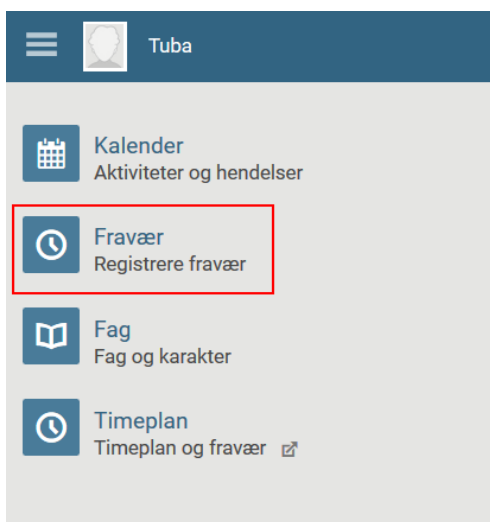 Tuba
Kalender
Aktiviteter og hendelser
Fravær
Registrere fravær
Fag
Fag og karakter
Timeplan
Timeplan og fravær